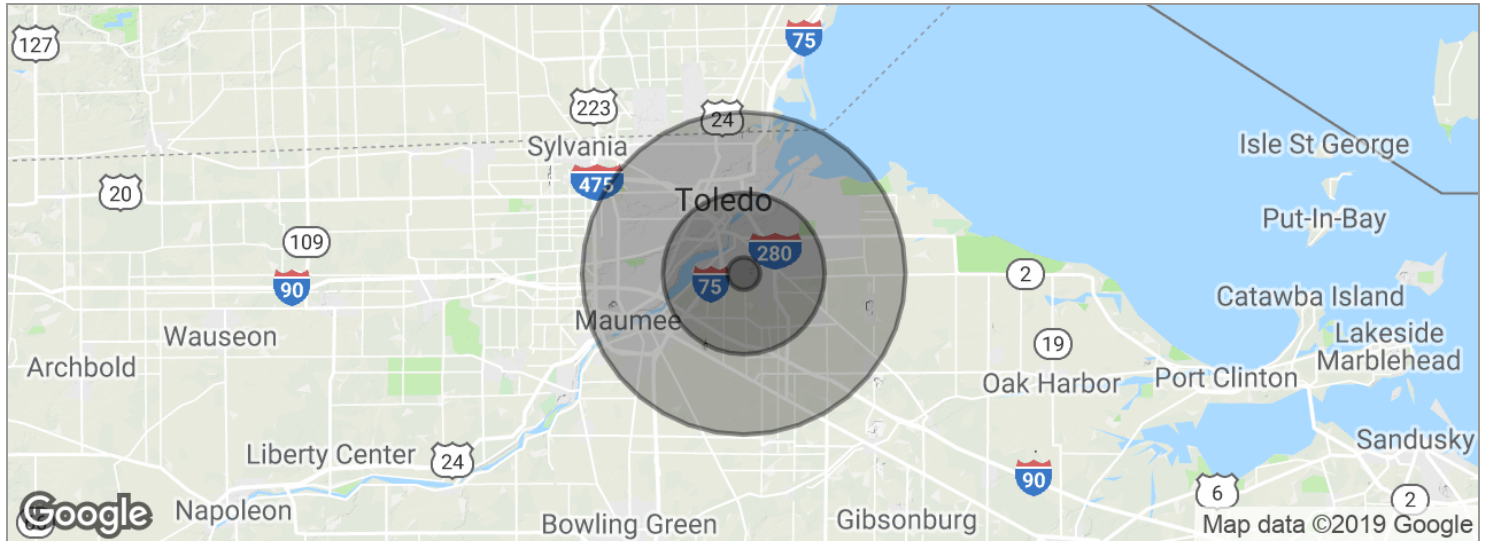 127
75
223
24
Sylvania
Isle St George
475
20
Toledo
Put-In-Bay
109
280
2
90
75
Catawba Island
Maumee
Wauseon
19
Lakeside
Marblehead
Archbold
Oak Harbor
Port Clinton
Liberty Center
24
Sandusky
90
6
2
Google
Napoleon
Bowling Green
Gibsonburg
Map data ©2019 Google